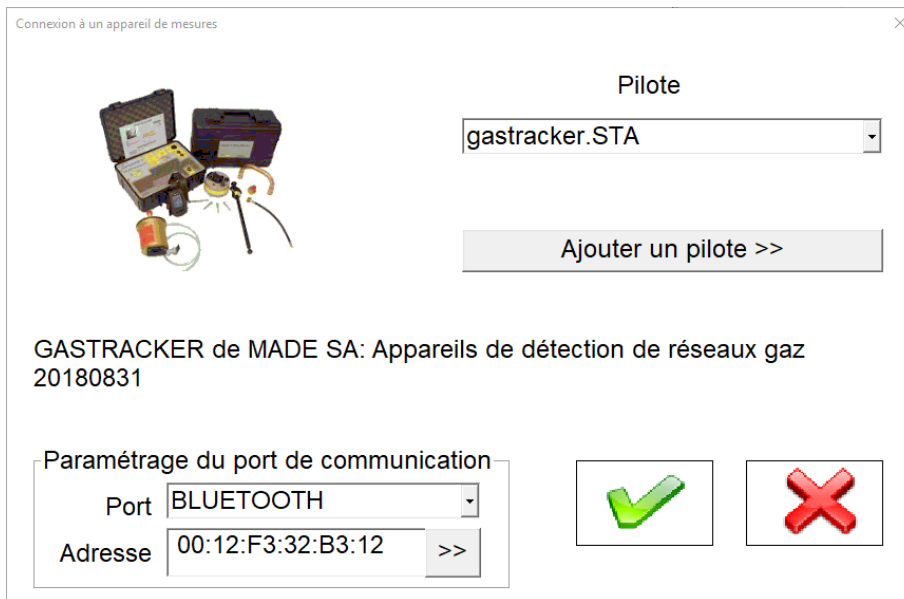 Connexion à un appareil de mesures
Pilote
gastracker.STA
Ajouter un pilote >>
GASTRACKER de MADE SA: Appareils de détection de réseaux gaz
20180831
Paramétrage du port de communication
Port BLUETOOTH
Adresse 00:12:F3:32:B3:12 >>